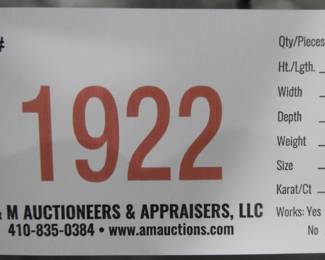 #
1922
& M AUCTIONEERS & APPRAISERS, LLC
410-835-0384 • www.amauctions.com
Qty/Pieces
Ht./Lgth.
Width
Depth
Weight
Size
Karat/Ct
Works: Yes
No